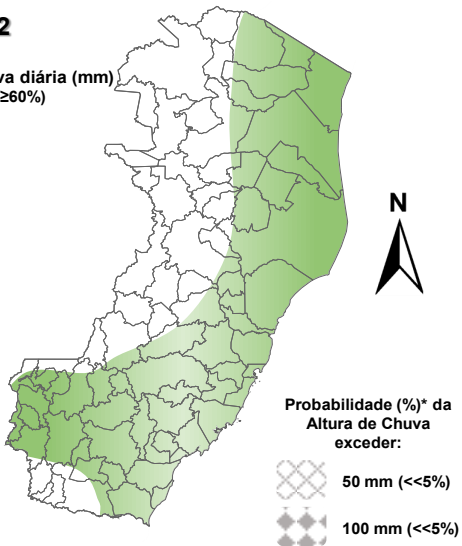 2
va diária (mm)
≥60%)
N
Probabilidade (%)* da
Altura de Chuva
exceder:
50 mm (<<5%)
100 mm (<<5%)